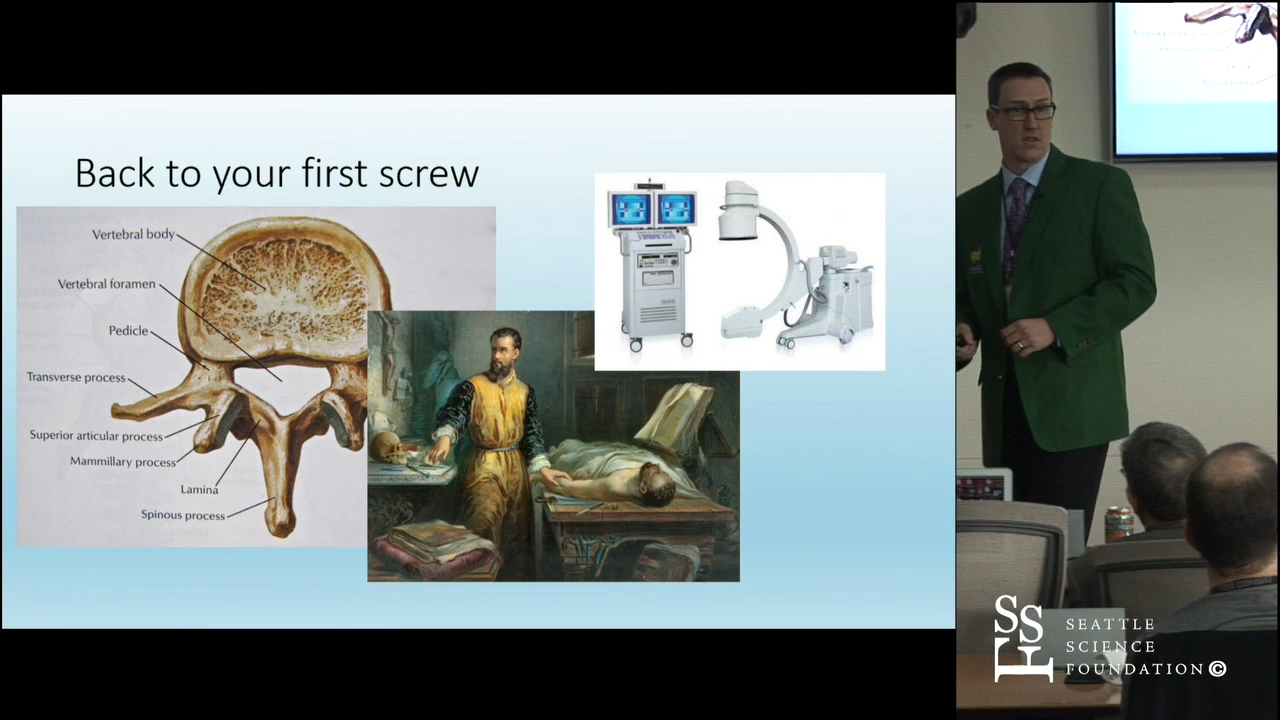 Back to your first screw
Vertebral body
Vertebral foramen
Pedicle
Transverse process
Superior articular process
Mammillary process
Lamina
Spinous process
SSF
SEATTLE
SCIENCE
FOUNDATION©